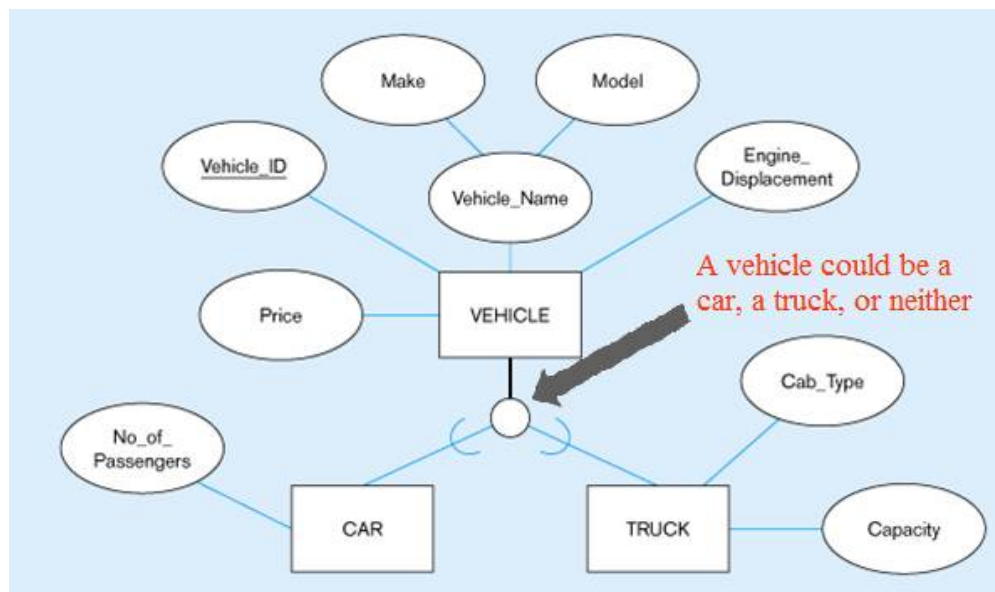 Make
Model
Vehicle_ID
Engine_
Displacement
Vehicle_Name
A vehicle could be a
car, a truck, or neither
Price
VEHICLE
Cab_Type
No_of_
Passengers
CAR
TRUCK
Capacity